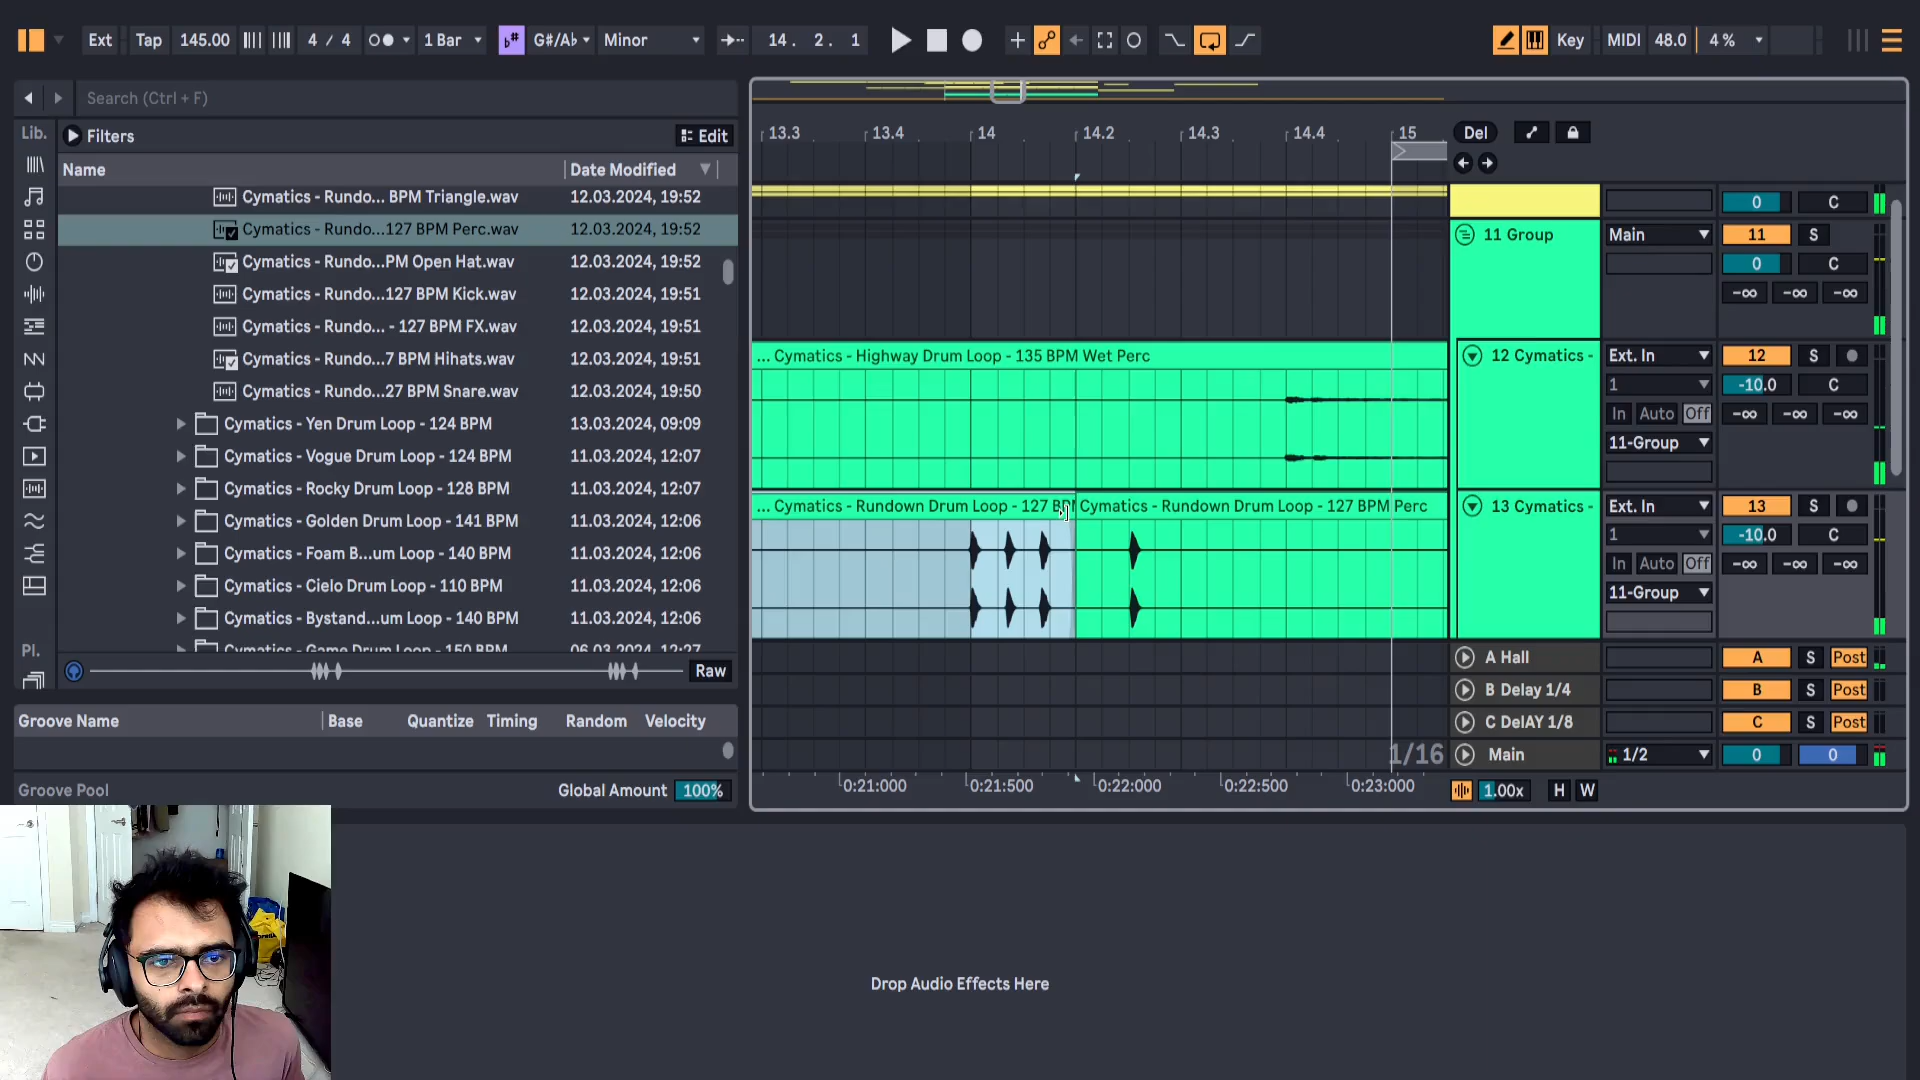 Ext Tap 145.00 4 / 4 1 Bar G#/Ab Minor 14. 2. 1 Key MIDI 48.0 4 %
Search (Ctrl + F)
Lib.
Filters
Edit
Name Date Modified
Cymatics - Rundo... BPM Triangle.wav 12.03.2024, 19:52
Cymatics - Rundo...127 BPM Perc.wav 12.03.2024, 19:52
Cymatics - Rundo...PM Open Hat.wav 12.03.2024, 19:52
Cymatics - Rundo...127 BPM Kick.wav 12.03.2024, 19:51
Cymatics - Rundo... - 127 BPM FX.wav 12.03.2024, 19:51
Cymatics - Rundo...7 BPM Hihats.wav 12.03.2024, 19:51
Cymatics - Rundo...27 BPM Snare.wav 12.03.2024, 19:50
Cymatics - Yen Drum Loop - 124 BPM 13.03.2024, 09:09
Cymatics - Vogue Drum Loop - 124 BPM 11.03.2024, 12:07
Cymatics - Rocky Drum Loop - 128 BPM 11.03.2024, 12:07
Cymatics - Golden Drum Loop - 141 BPM 11.03.2024, 12:06
Cymatics - Foam B...um Loop - 140 BPM 11.03.2024, 12:06
Cymatics - Cielo Drum Loop - 110 BPM 11.03.2024, 12:06
Cymatics - Bystand...um Loop - 140 BPM 11.03.2024, 12:06
Cymatics - Game Drum Loop - 150 BPM 06.03.2024, 12:27
Pl.
Raw
Groove Name Base Quantize Timing Random Velocity
Groove Pool Global Amount 100%
13.3 13.4 14 14.2 14.3 14.4 15
Del
0 C
11 Group Main 11 S
0 C
-∞ -∞ -∞
... Cymatics - Highway Drum Loop - 135 BPM Wet Perc
12 Cymatics - Ext. In 12 S
1 -10.0 C
In Auto Off -∞ -∞ -∞
11-Group
... Cymatics - Rundown Drum Loop - 127 BPM
Cymatics - Rundown Drum Loop - 127 BPM Perc
13 Cymatics - Ext. In 13 S
1 -10.0 C
In Auto Off -∞ -∞ -∞
11-Group
A Hall A S Post
B Delay 1/4 B S Post
C DelAY 1/8 C S Post
1/16
Main 1/2 0 0
0:21:000 0:21:500 0:22:000 0:22:500 0:23:000
1.00x H W
Drop Audio Effects Here